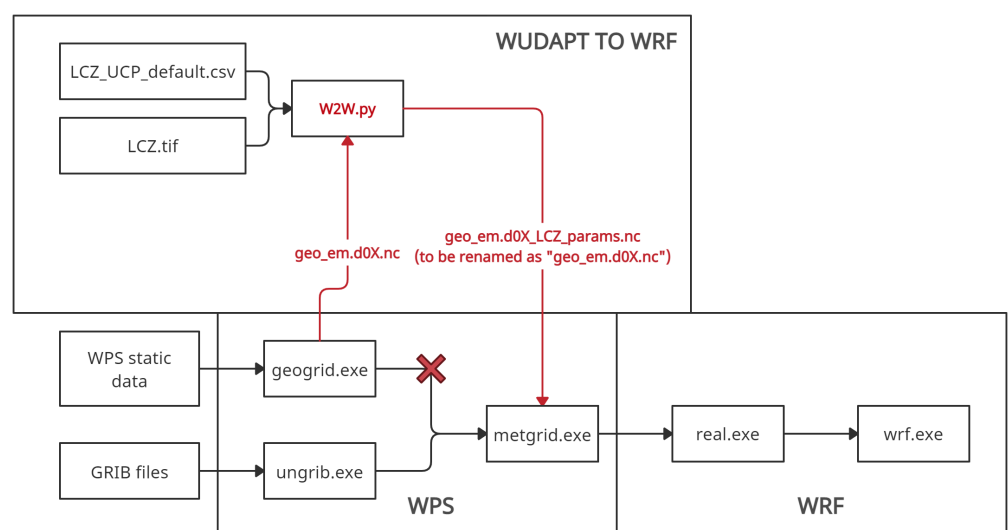 WUDAPT TO WRF
LCZ_UCP_default.csv
W2W.py
LCZ.tif
geo_em.d0X.nc
geo_em.d0X_LCZ_params.nc
(to be renamed as "geo_em.d0X.nc")
WPS static
data
geogrid.exe
metgrid.exe
real.exe
wrf.exe
GRIB files
ungrib.exe
WPS
WRF